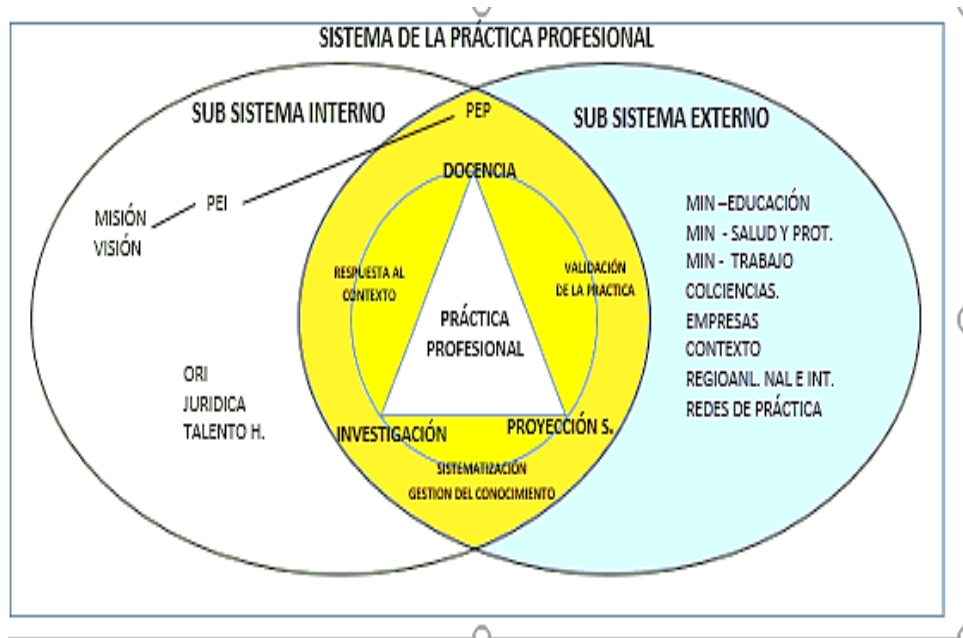 SISTEMA DE LA PRÁCTICA PROFESIONAL
SUB SISTEMA INTERNO
PEP
SUB SISTEMA EXTERNO
DOCENCIA
MISIÓN
VISIÓN
PEI
RESPUESTA AL
CONTEXTO
VALIDACIÓN
DE LA PRACTICA
PRÁCTICA
PROFESIONAL
MIN –EDUCACIÓN
MIN - SALUD Y PROT.
MIN - TRABAJO
COLCIENCIAS.
EMPRESAS
CONTEXTO
REGIOANL. NAL E INT.
REDES DE PRÁCTICA
ORI
JURIDICA
TALENTO H.
INVESTIGACIÓN
PROYECCIÓN S.
SISTEMATIZACIÓN
GESTION DEL CONOCIMIENTO